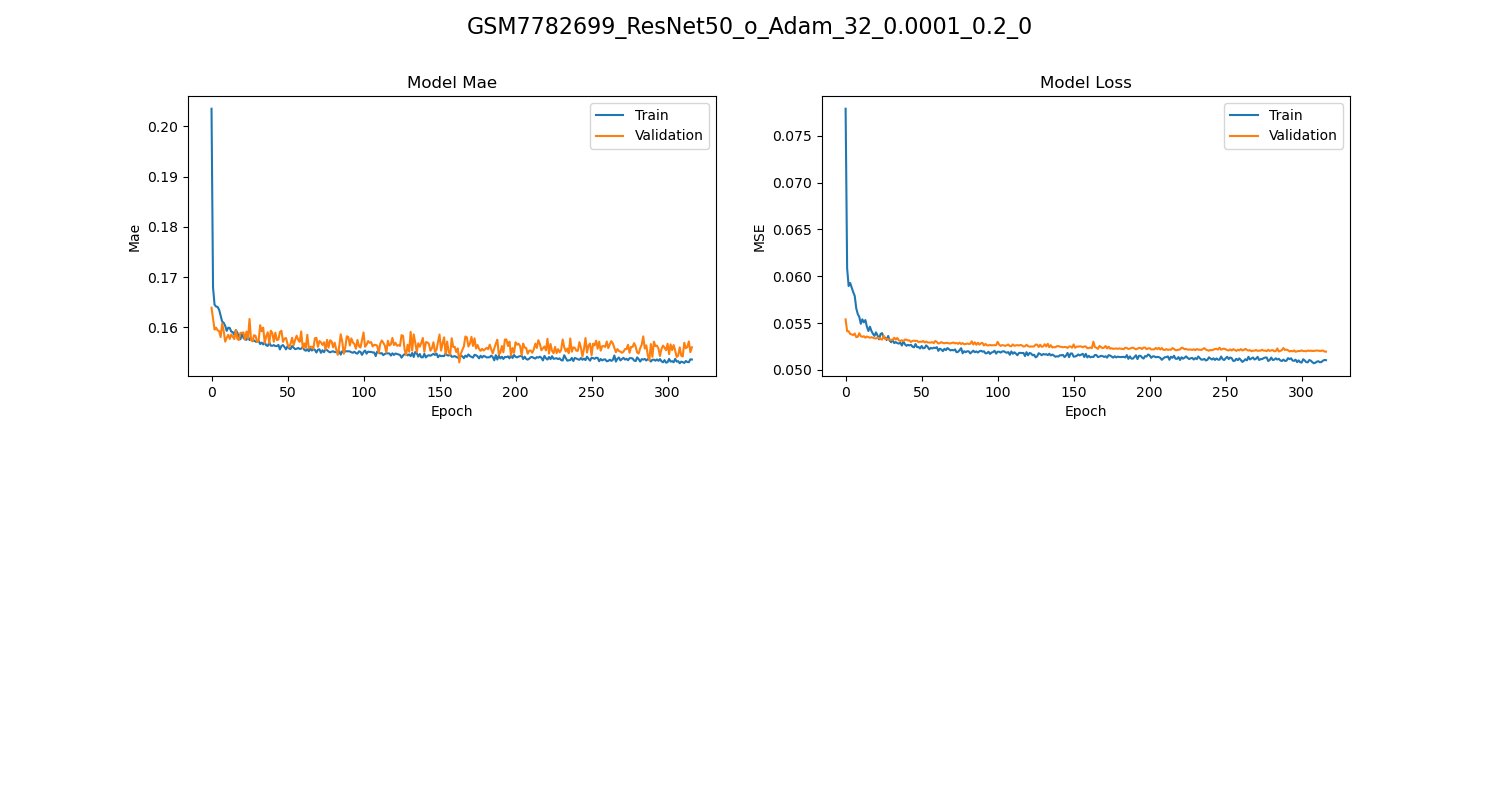 GSM7782699_ResNet50_o_Adam_32_0.0001_0.2_0
Model Mae
Train
Validation
0.20
0.19
0.18
0.17
0.16
Mae
0 50 100 150 200 250 300
Epoch
Model Loss
Train
Validation
0.075
0.070
0.065
0.060
0.055
0.050
MSE
0 50 100 150 200 250 300
Epoch